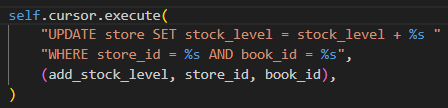 self.cursor.execute(
"UPDATE store SET stock_level = stock_level + %s "
"WHERE store_id = %s AND book_id = %s",
(add_stock_level, store_id, book_id),
)